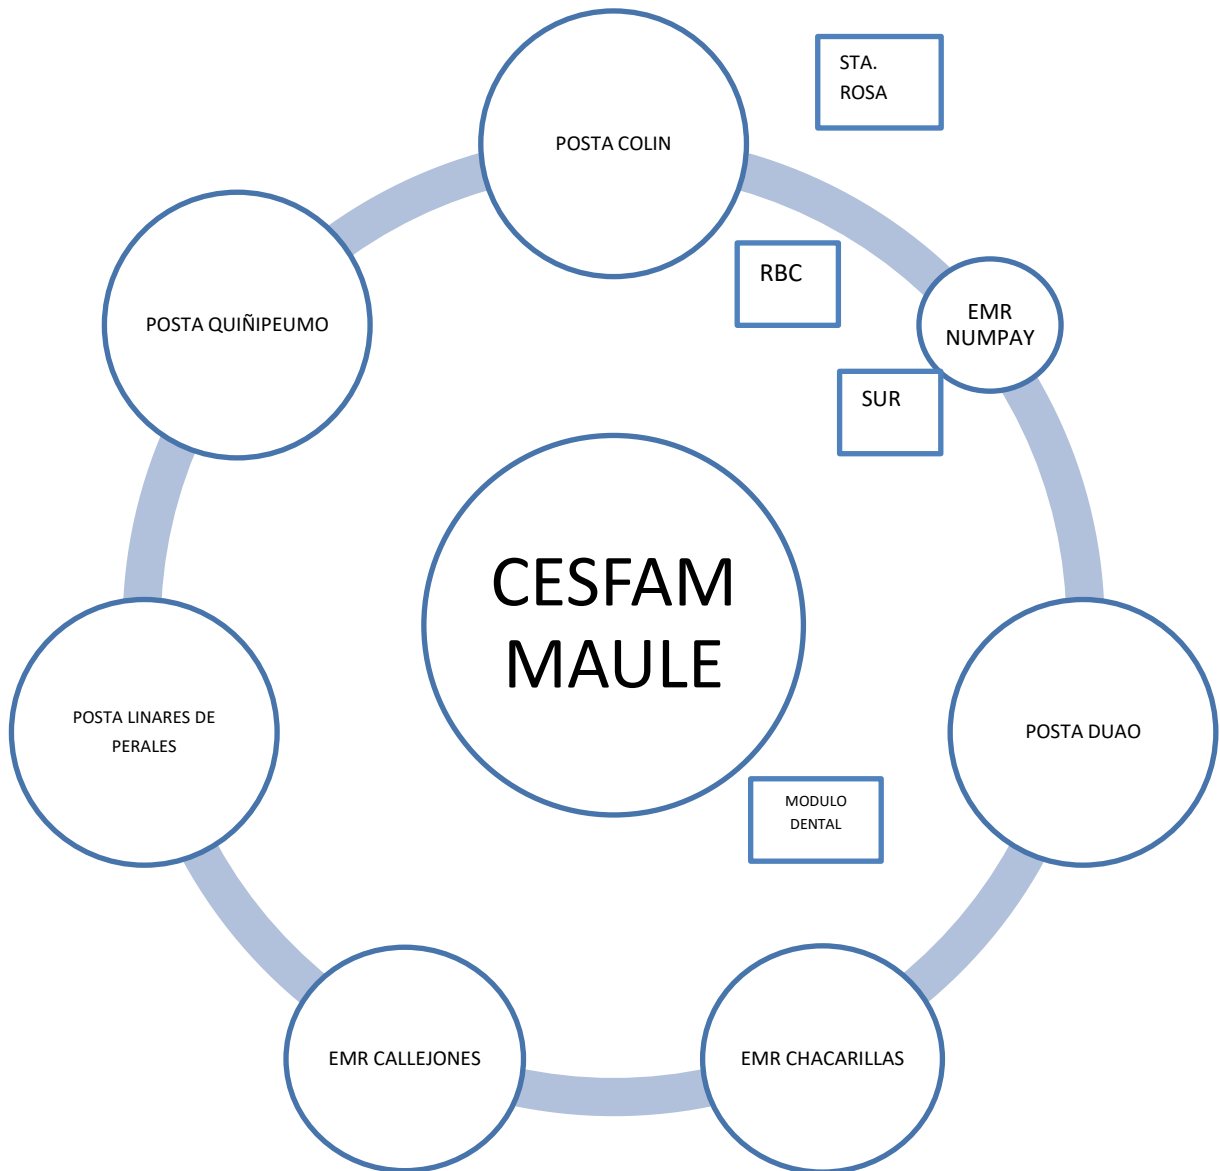 STA.
ROSA
POSTA COLIN
RBC
EMR
NUMPAY
POSTA QUIÑIPEUMO
SUR
CESFAM
MAULE
POSTA LINARES DE
PERALES
POSTA DUAO
MODULO
DENTAL
EMR CALLEJONES
EMR CHACARILLAS